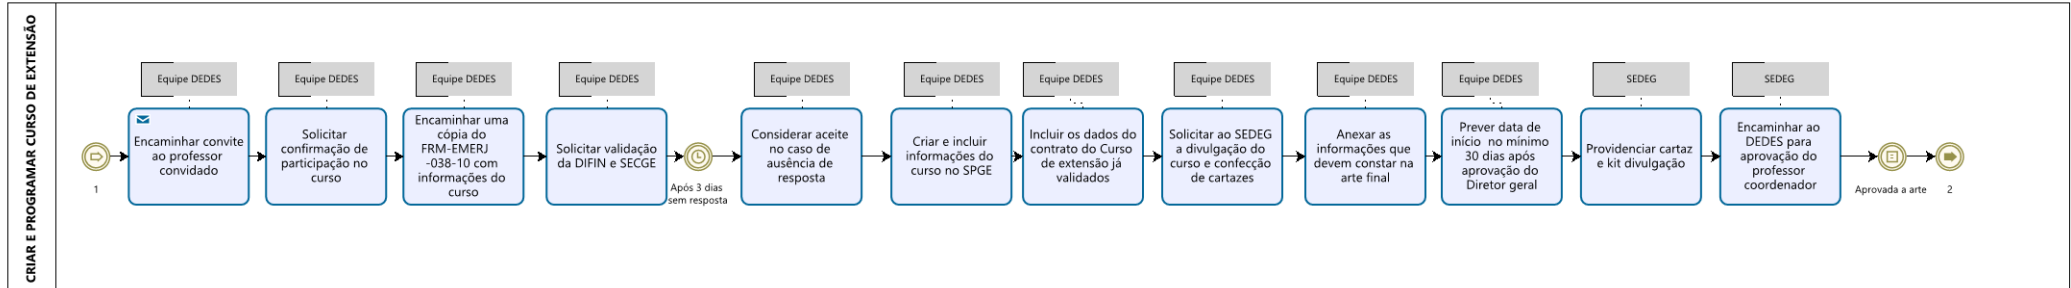 CRIAR E PROGRAMAR CURSO DE EXTENSÃO
1
Equipe DEDES
Encaminhar convite
ao professor
convidado
Equipe DEDES
Solicitar
confirmação de
participação no
curso
Equipe DEDES
Encaminhar uma
cópia do
FRM-EMERJ
-038-10 com
informações do
curso
Equipe DEDES
Solicitar validação
da DIFIN e SECGE
Após 3 dias
sem resposta
Equipe DEDES
Considerar aceite
no caso de
ausência de
resposta
Equipe DEDES
Criar e incluir
informações do
curso no SPGE
Equipe DEDES
Incluir os dados do
contrato do Curso
de extensão já
validados
Equipe DEDES
Solicitar ao SEDEG
a divulgação do
curso e confecção
de cartazes
Equipe DEDES
Anexar as
informações que
devem constar na
arte final
Equipe DEDES
Prever data de
início no mínimo
30 dias após
aprovação do
Diretor geral
SEDEG
Providenciar cartaz
e kit divulgação
SEDEG
Encaminhar ao
DEDES para
aprovação do
professor
coordenador
Aprovada a arte
2